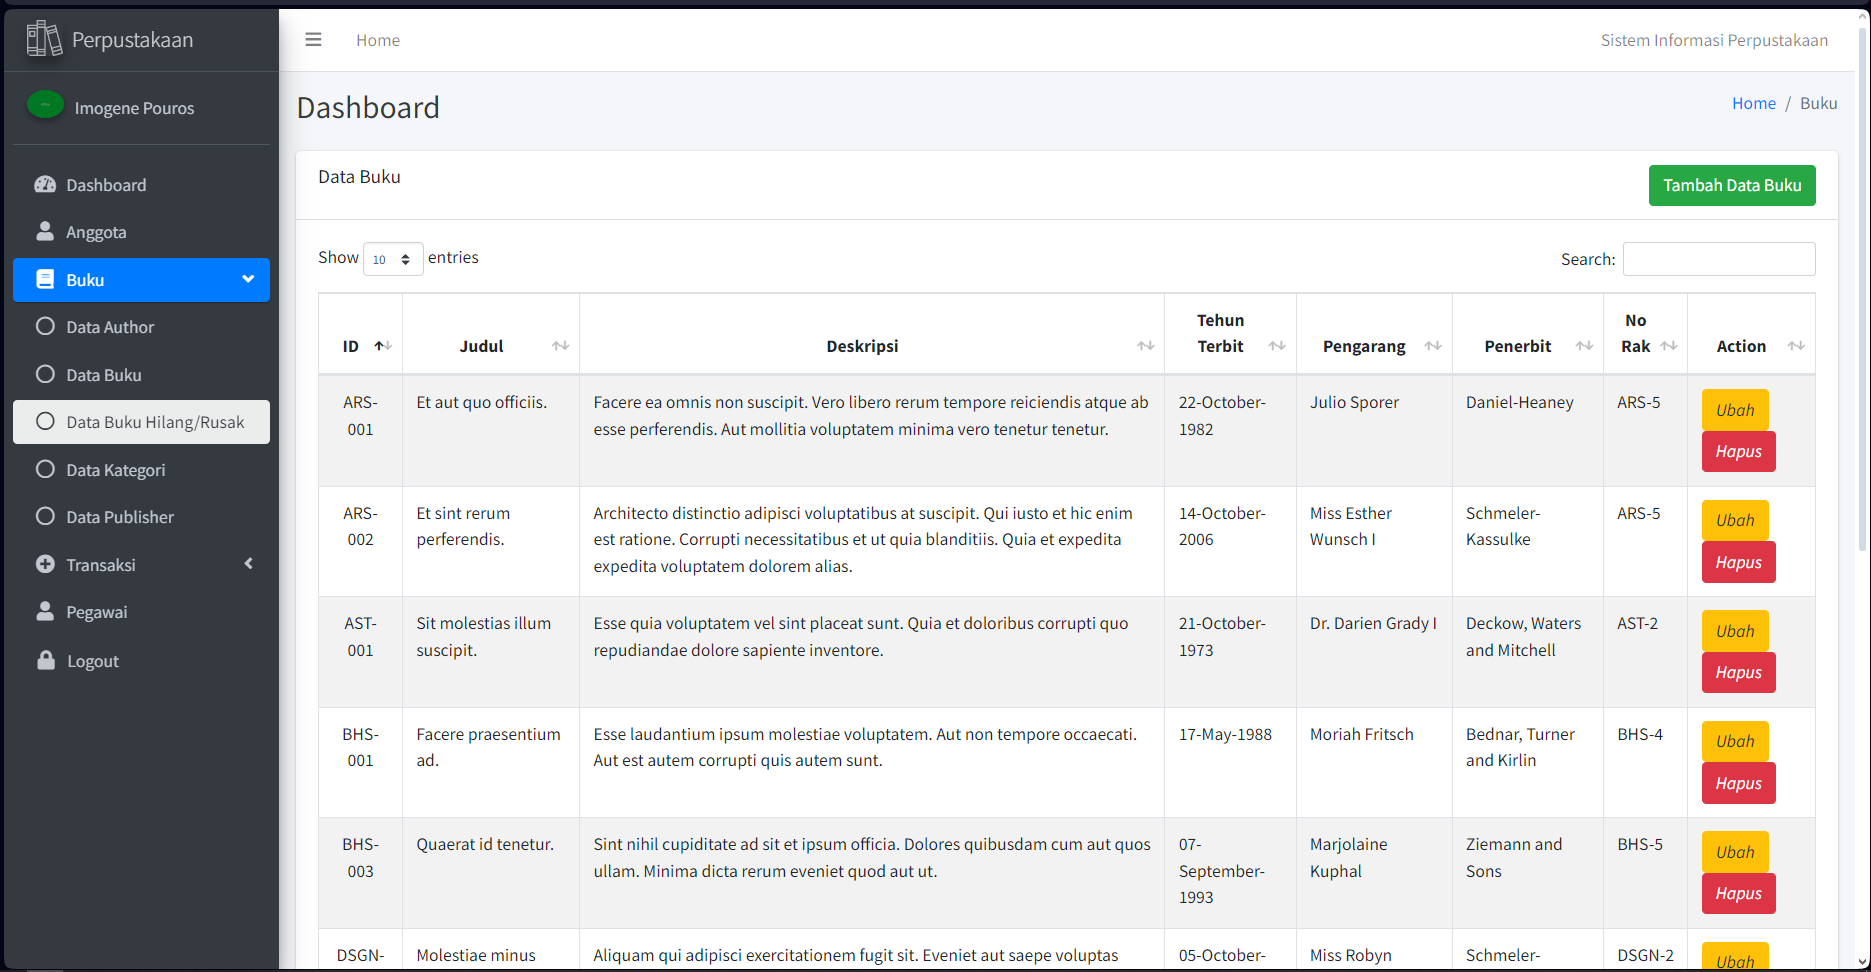 Perpustakaan
Home
Sistem Informasi Perpustakaan
Imogene Pouros
Dashboard
Anggota
Buku
Data Author
Data Buku
Data Buku Hilang/Rusak
Data Kategori
Data Publisher
Transaksi
Pegawai
Logout
Dashboard
Home / Buku
Data Buku
Tambah Data Buku
Show 10 entries
Search:
ID
Judul
Deskripsi
Tehun
Terbit
Pengarang
Penerbit
No
Rak
Action
ARS-
001
Et aut quo officiis.
Facere ea omnis non suscipit. Vero libero rerum tempore reiciendis atque ab
esse perferendis. Aut mollitia voluptatem minima vero tenetur tenetur.
22-October-
1982
Julio Sporer
Daniel-Heaney
ARS-5
Ubah
Hapus
ARS-
002
Et sint rerum
perferendis.
Architecto distinctio adipisci voluptatibus at suscipit. Qui iusto et hic enim
est ratione. Corrupti necessitatibus et ut quia blanditiis. Quia et expedita
expedita voluptatem dolorem alias.
14-October-
2006
Miss Esther
Wunsch I
Schmeler-
Kassulke
ARS-5
Ubah
Hapus
AST-
001
Sit molestias illum
suscipit.
Esse quia voluptatem vel sint placeat sunt. Quia et doloribus corrupti quo
repudiandae dolore sapiente inventore.
21-October-
1973
Dr. Darien Grady I
Deckow, Waters
and Mitchell
AST-2
Ubah
Hapus
BHS-
001
Facere praesentium
ad.
Esse laudantium ipsum molestiae voluptatem. Aut non tempore occaecati.
Aut est autem corrupti quis autem sunt.
17-May-1988
Moriah Fritsch
Bednar, Turner
and Kirlin
BHS-4
Ubah
Hapus
BHS-
003
Quaerat id tenetur.
Sint nihil cupiditate ad sit et ipsum officia. Dolores quibusdam cum aut quos
ullam. Minima dicta rerum eveniet quod aut ut.
07-
September-
1993
Marjolaine
Kuphal
Ziemann and
Sons
BHS-5
Ubah
Hapus
DSGN-
Molestiae minus
Aliquam qui adipisci exercitationem fugit sit. Eveniet aut saepe voluptas
05-October-
Miss Robyn
Schmeler-
DSGN-2
Ubah